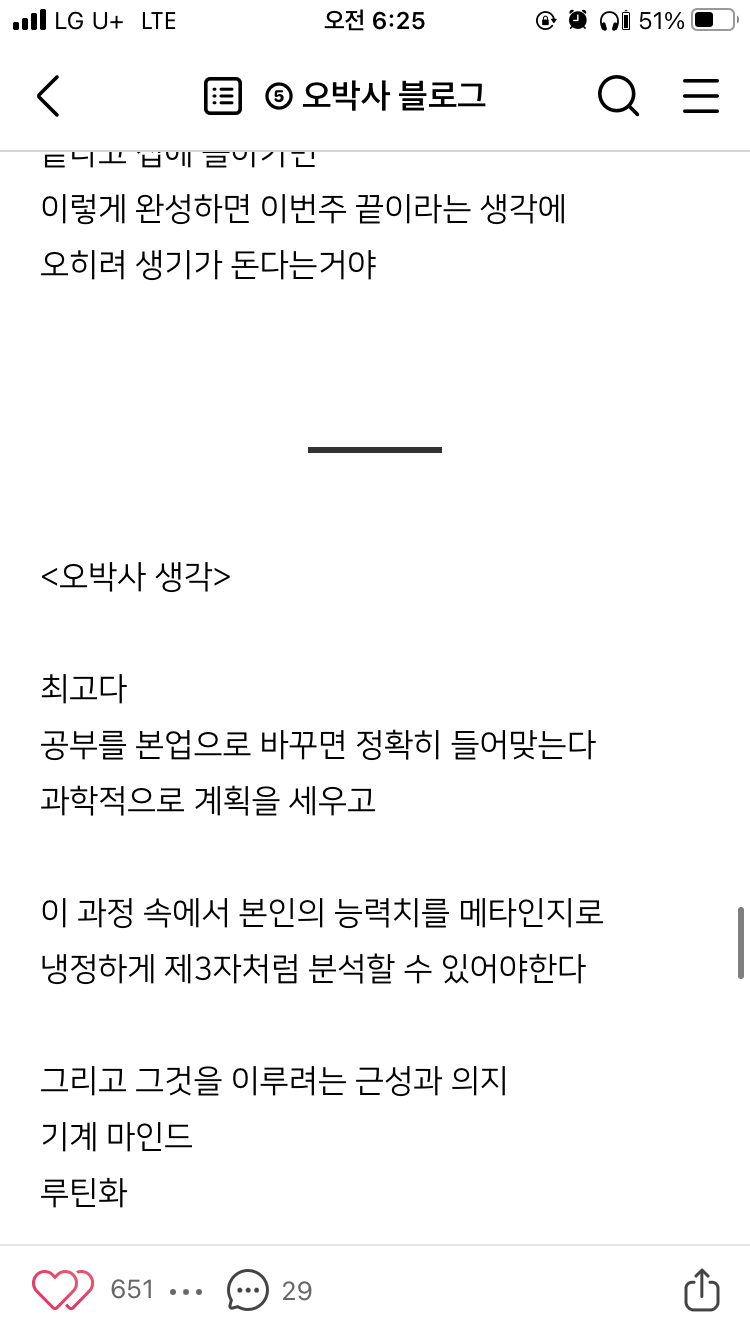 LG U+ LTE 오전 6:25 51%
⑤ 오박사 블로그
이렇게 완성하면 이번주 끝이라는 생각에
오히려 생기가 돈다는거야
<오박사 생각>
최고다
공부를 본업으로 바꾸면 정확히 들어맞는다
과학적으로 계획을 세우고
이 과정 속에서 본인의 능력치를 메타인지로
냉정하게 제3자처럼 분석할 수 있어야한다
그리고 그것을 이루려는 근성과 의지
기계 마인드
루틴화
651 29